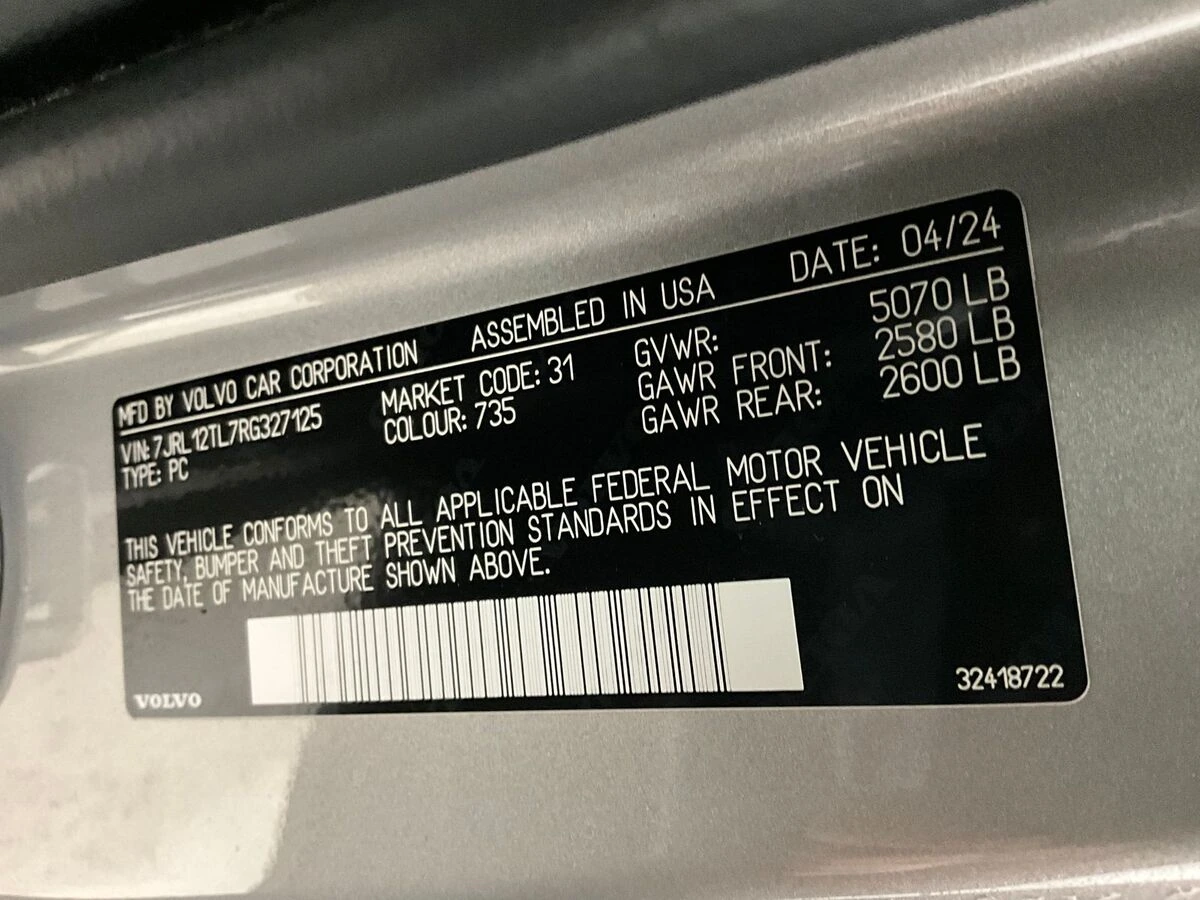 MFD BY VOLVO CAR CORPORATION ASSEMBLED IN USA DATE: 04/24
VIN: 7JRL12TL7RG327125 MARKET CODE: 31 GVWR: 5070 LB
TYPE: PC COLOUR: 735 GAWR FRONT: 2580 LB
GAWR REAR: 2600 LB
THIS VEHICLE CONFORMS TO ALL APPLICABLE FEDERAL MOTOR VEHICLE
SAFETY, BUMPER AND THEFT PREVENTION STANDARDS IN EFFECT ON
THE DATE OF MANUFACTURE SHOWN ABOVE.
VOLVO 32418722